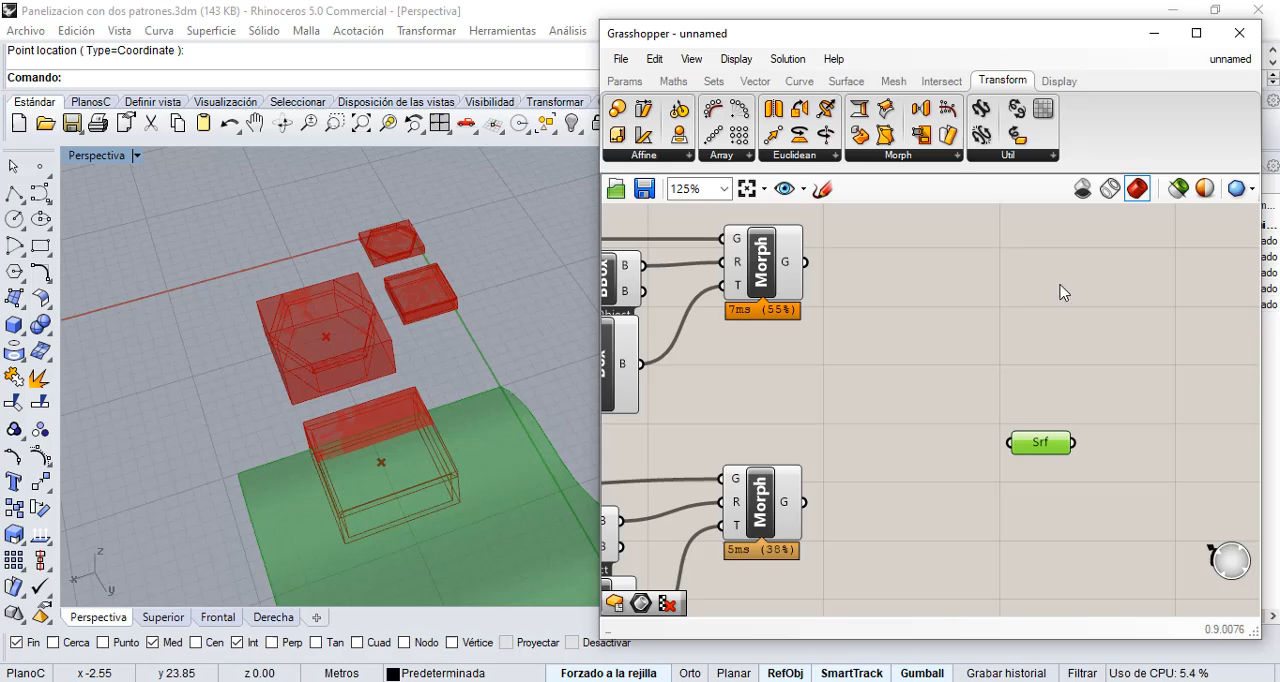 Panelizacion con dos patrones.3dm (143 KB) - Rhinoceros 5.0 Commercial - [Perspectiva]
Archivo Edición Vista Curva Superficie Sólido Malla Acotación Transformar Herramientas Análisis
Point location ( Type=Coordinate ):
Comando:
Estándar PlanosC Definir vista Visualización Seleccionar Disposición de las vistas Visibilidad Transformar
Perspectiva
Grasshopper - unnamed
File Edit View Display Solution Help unnamed
Params Maths Sets Vector Curve Surface Mesh Intersect Transform Display
Affine Array Euclidean Morph Util
125%
G R T Morph G
7ms (55%)
B B
B
Srf
G R T Morph G
5ms (38%)
0.9.0076
z x y
Perspectiva Superior Frontal Derecha
Fin Cerca Punto Med Cen Int Perp Tan Cuad Nodo Vértice Proyectar Desactivar
PlanoC x -2.55 y 23.85 z 0.00 Metros Predeterminada Forzado a la rejilla Orto Planar RefObj SmartTrack Gumball Grabar historial Filtrar Uso de CPU: 5.4 %